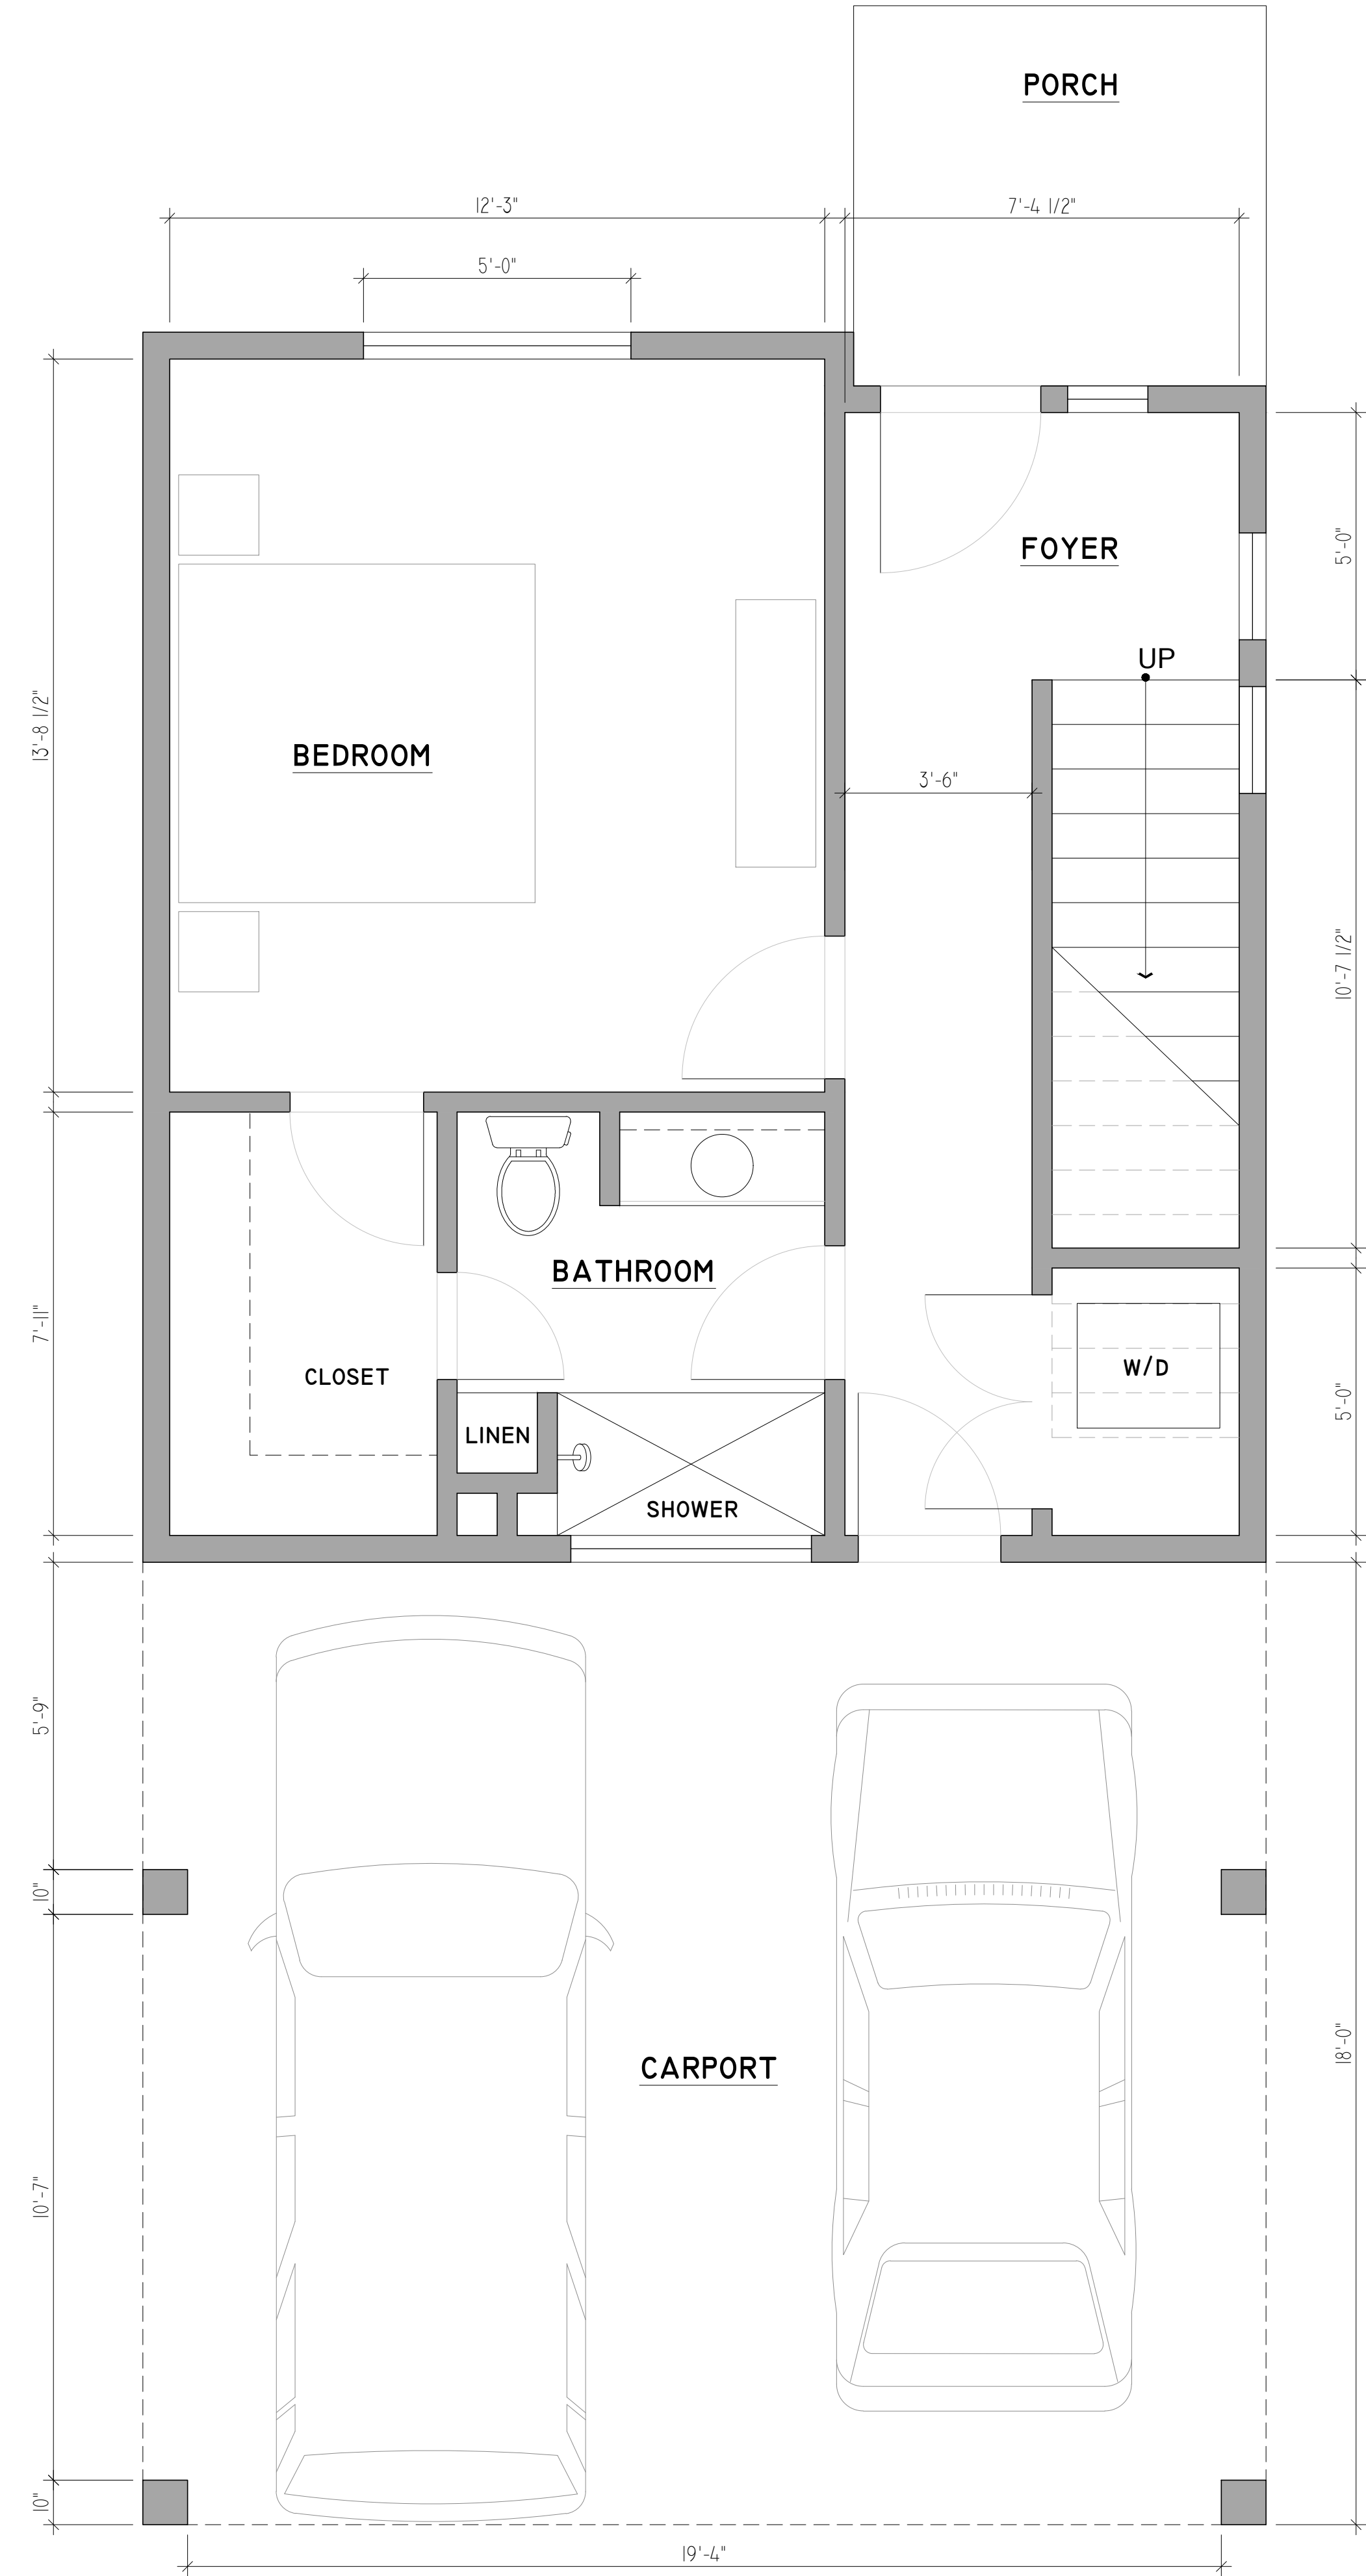 PORCH
12'-3"
7'-4 1/2"
5'-0"
FOYER
5'-0"
UP
BEDROOM
13'-8 1/2"
3'-6"
10'-7 1/2"
BATHROOM
7'-11"
CLOSET
W/D
5'-0"
LINEN
SHOWER
5'-9"
10"
CARPORT
18'-0"
10'-7"
10"
19'-4"